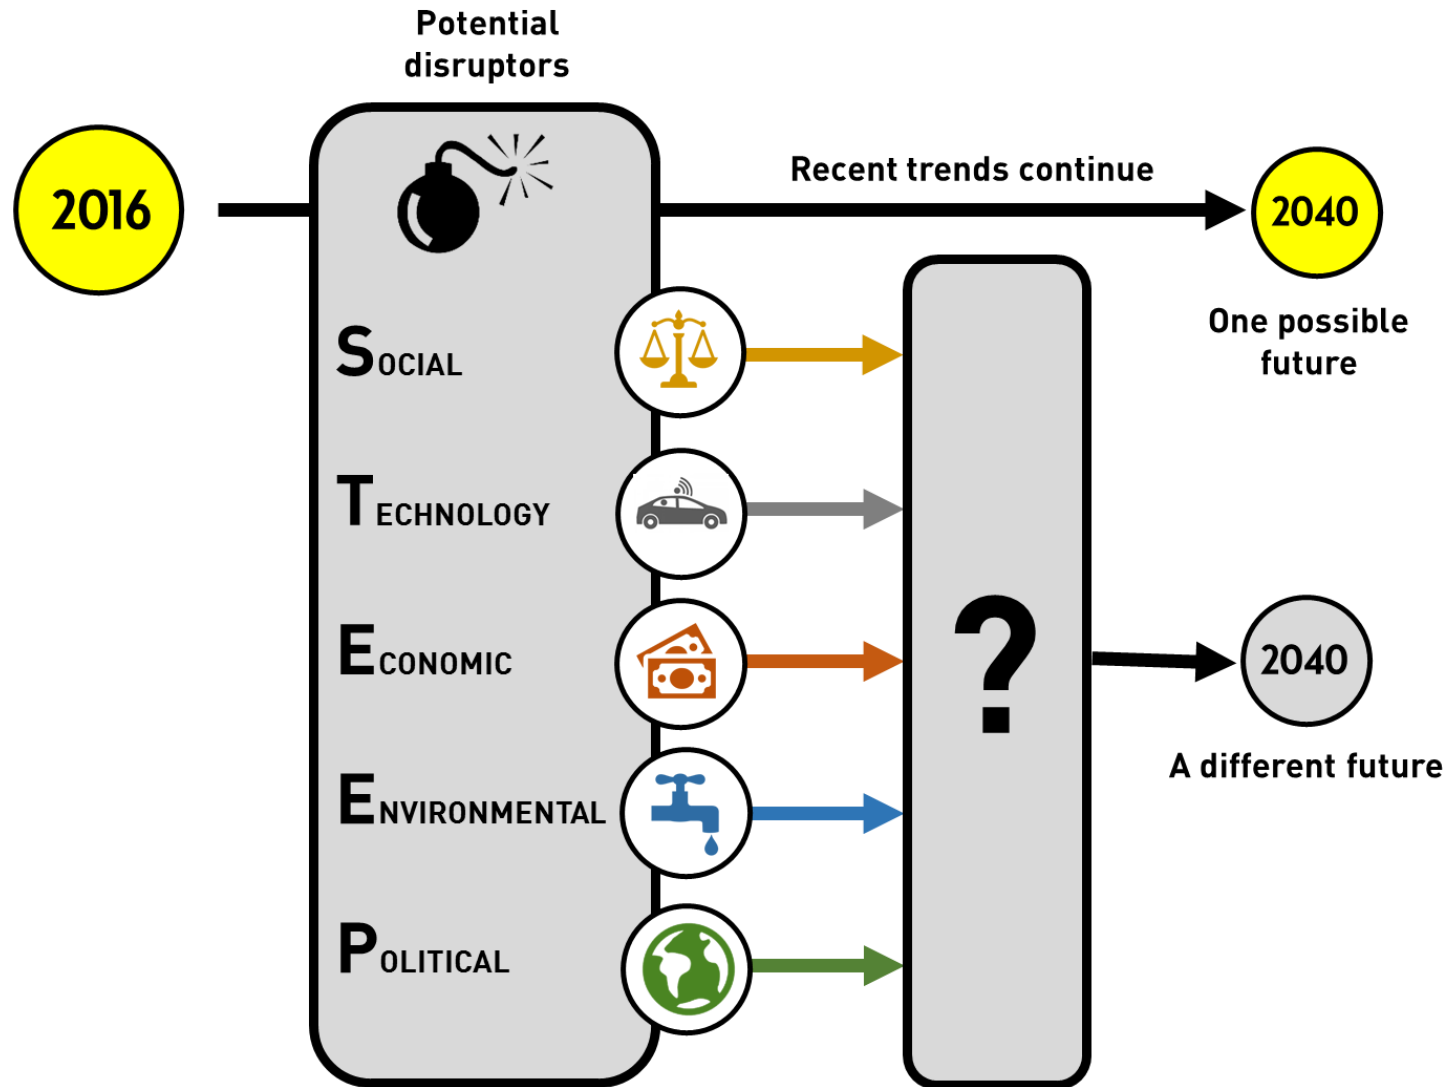 Potential
disruptors
2016
Recent trends continue
2040
One possible
future
SOCIAL
TECHNOLOGY
ECONOMIC
?
2040
A different future
ENVIRONMENTAL
POLITICAL